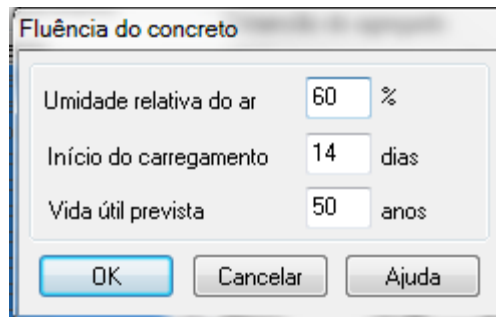 Fluência do concreto
Umidade relativa do ar 60 %
Início do carregamento 14 dias
Vida útil prevista 50 anos
OK Cancelar Ajuda